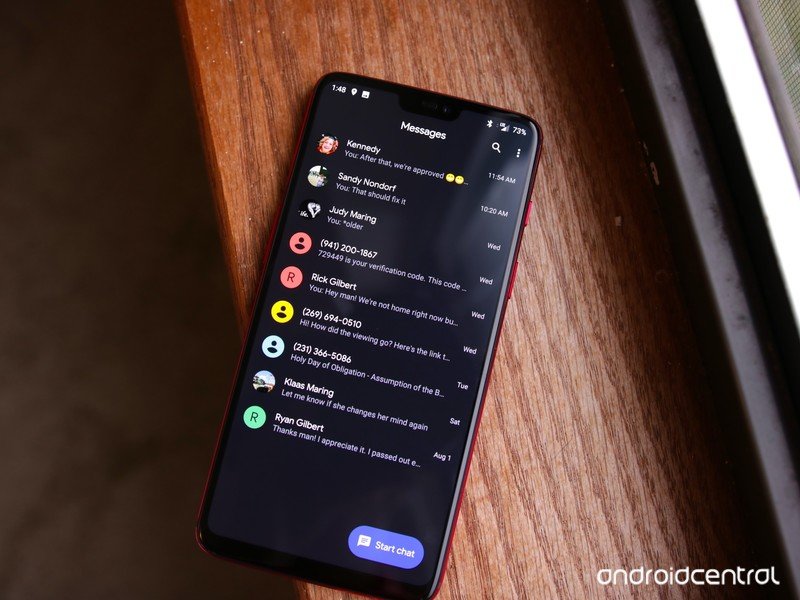 1:48
73%
Messages
Kennedy
You: After that, we're approved 🤭🤭...
11:54 AM
Sandy Nondorf
You: That should fix it
10:20 AM
Judy Maring
You: *older
Wed
(941) 200-1867
729449 is your verification code. This code ...
Wed
R
Rick Gilbert
You: Hey man! We're not home right now bu...
Wed
(269) 694-0510
Hi! How did the viewing go? Here's the link t...
Wed
(231) 366-5086
Holy Day of Obligation - Assumption of the B...
Tue
Klaas Maring
Let me know if she changes her mind again
Sat
R
Ryan Gilbert
Thanks man! I appreciate it. I passed out e...
Aug 1
Start chat
androidcentral